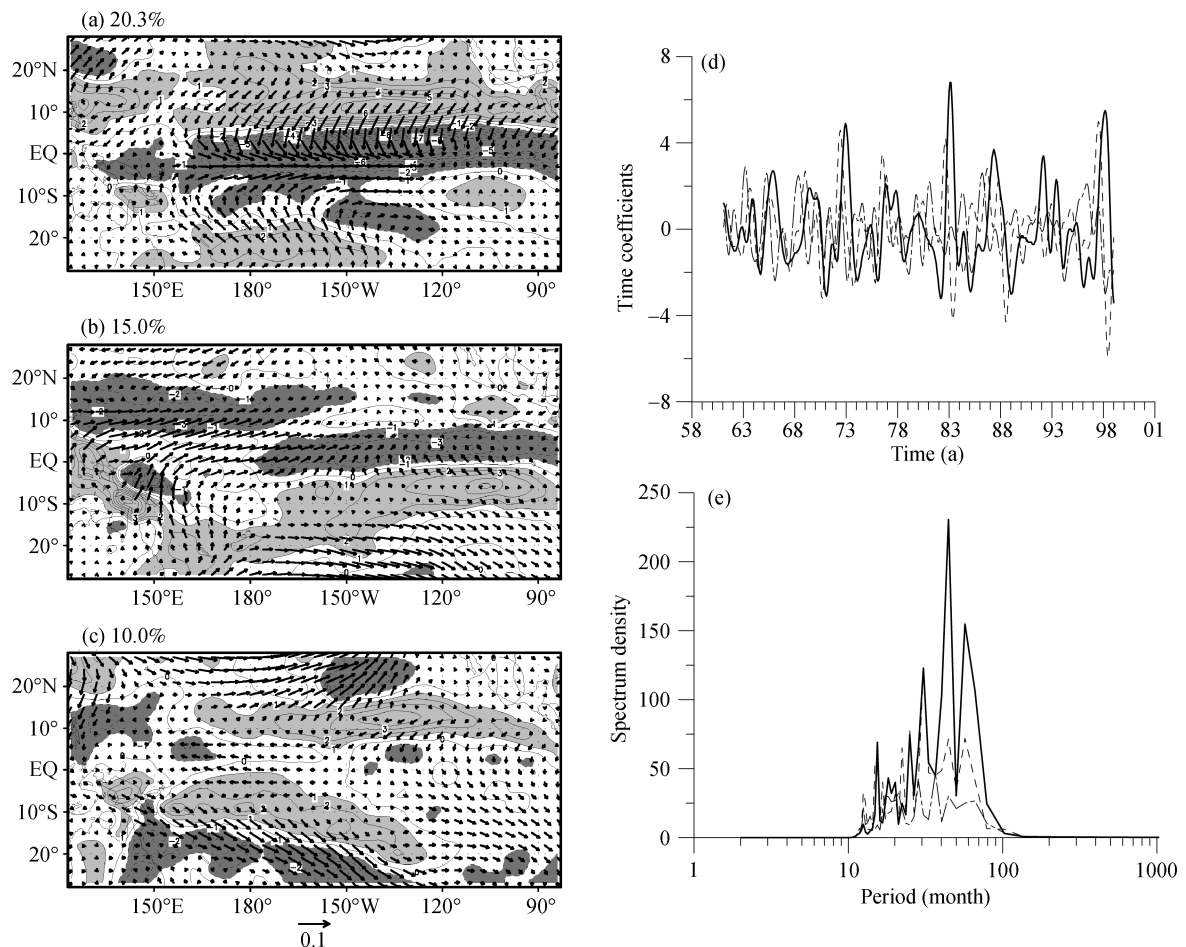 (a) 20.3%
20°N
10°
EQ
10°S
20°
150°E 180° 150°W 120° 90°
(b) 15.0%
20°N
10°
EQ
10°S
20°
150°E 180° 150°W 120° 90°
(c) 10.0%
20°N
10°
EQ
10°S
20°
150°E 180° 150°W 120° 90°
0.1
(d)
Time coefficients
8
4
0
−4
−8
58 63 68 73 78 83 88 93 98 01
Time (a)
(e)
Spectrum density
250
200
150
100
50
0
1 10 100 1000
Period (month)